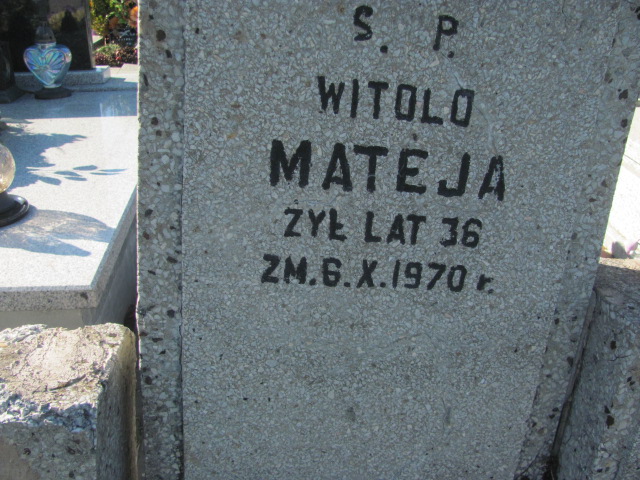 Ś. P.
WITOLD
MATEJA
ŻYŁ LAT 36
ZM. 6.X.1970 r.